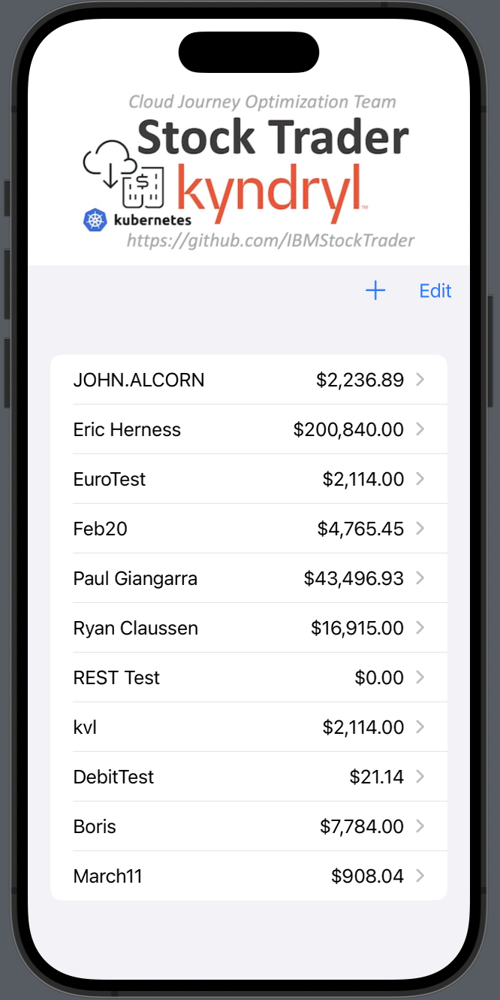 Cloud Journey Optimization Team
Stock Trader
$
kyndryl™
kubernetes
https://github.com/IBMStockTrader
+ Edit
JOHN.ALCORN $2,236.89
Eric Herness $200,840.00
EuroTest $2,114.00
Feb20 $4,765.45
Paul Giangarra $43,496.93
Ryan Claussen $16,915.00
REST Test $0.00
kvl $2,114.00
DebitTest $21.14
Boris $7,784.00
March11 $908.04